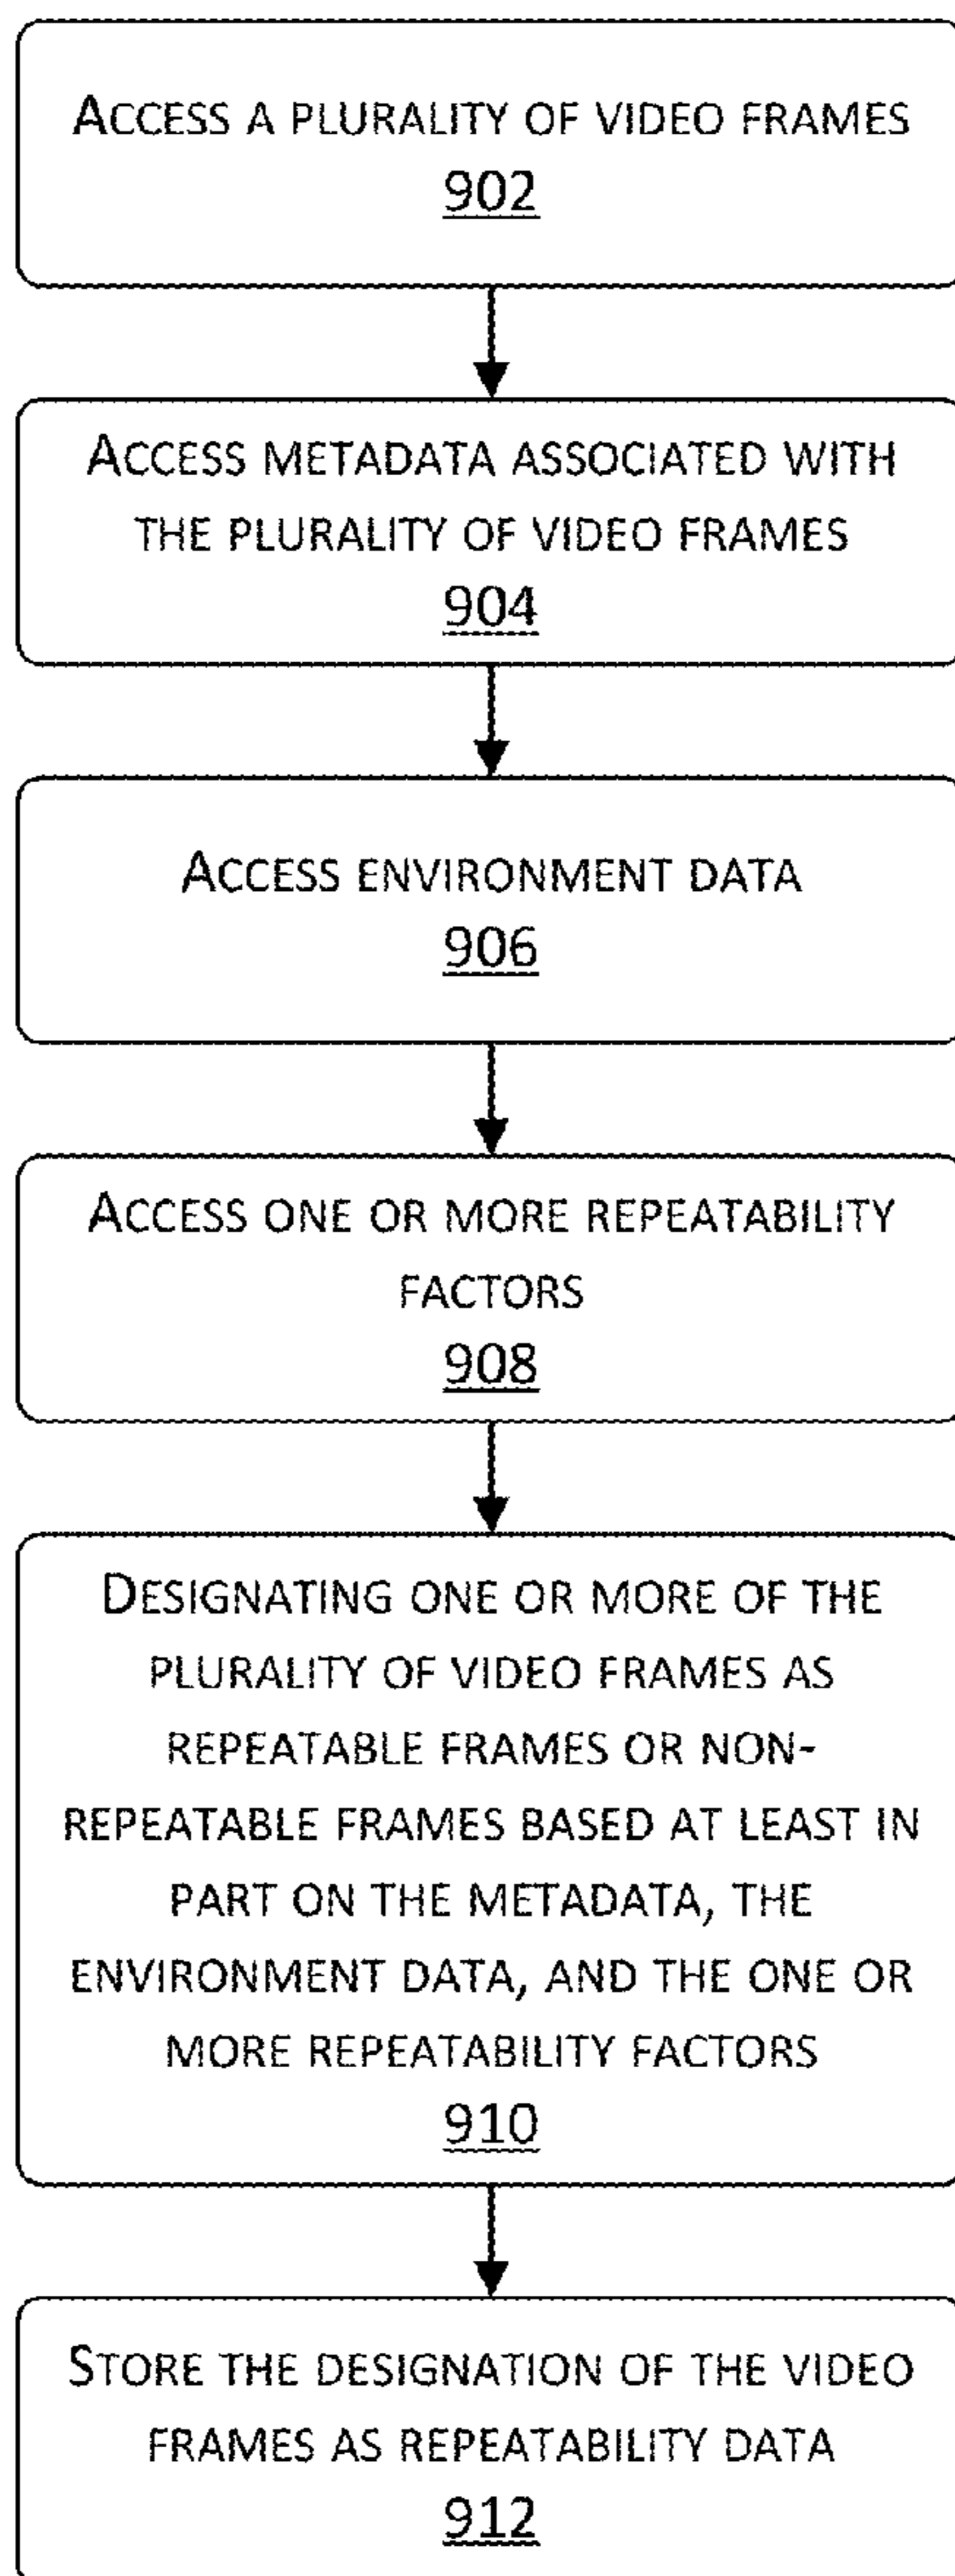 ACCESS A PLURALITY OF VIDEO FRAMES
902
ACCESS METADATA ASSOCIATED WITH
THE PLURALITY OF VIDEO FRAMES
904
ACCESS ENVIRONMENT DATA
906
ACCESS ONE OR MORE REPEATABILITY
FACTORS
908
DESIGNATING ONE OR MORE OF THE
PLURALITY OF VIDEO FRAMES AS
REPEATABLE FRAMES OR NON-
REPEATABLE FRAMES BASED AT LEAST IN
PART ON THE METADATA, THE
ENVIRONMENT DATA, AND THE ONE OR
MORE REPEATABILITY FACTORS
910
STORE THE DESIGNATION OF THE VIDEO
FRAMES AS REPEATABILITY DATA
912